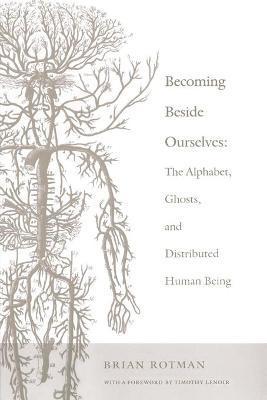 Becoming
Beside
Ourselves:
The Alphabet,
Ghosts,
and
Distributed
Human Being
BRIAN ROTMAN
WITH A FOREWORD BY TIMOTHY LENOIR